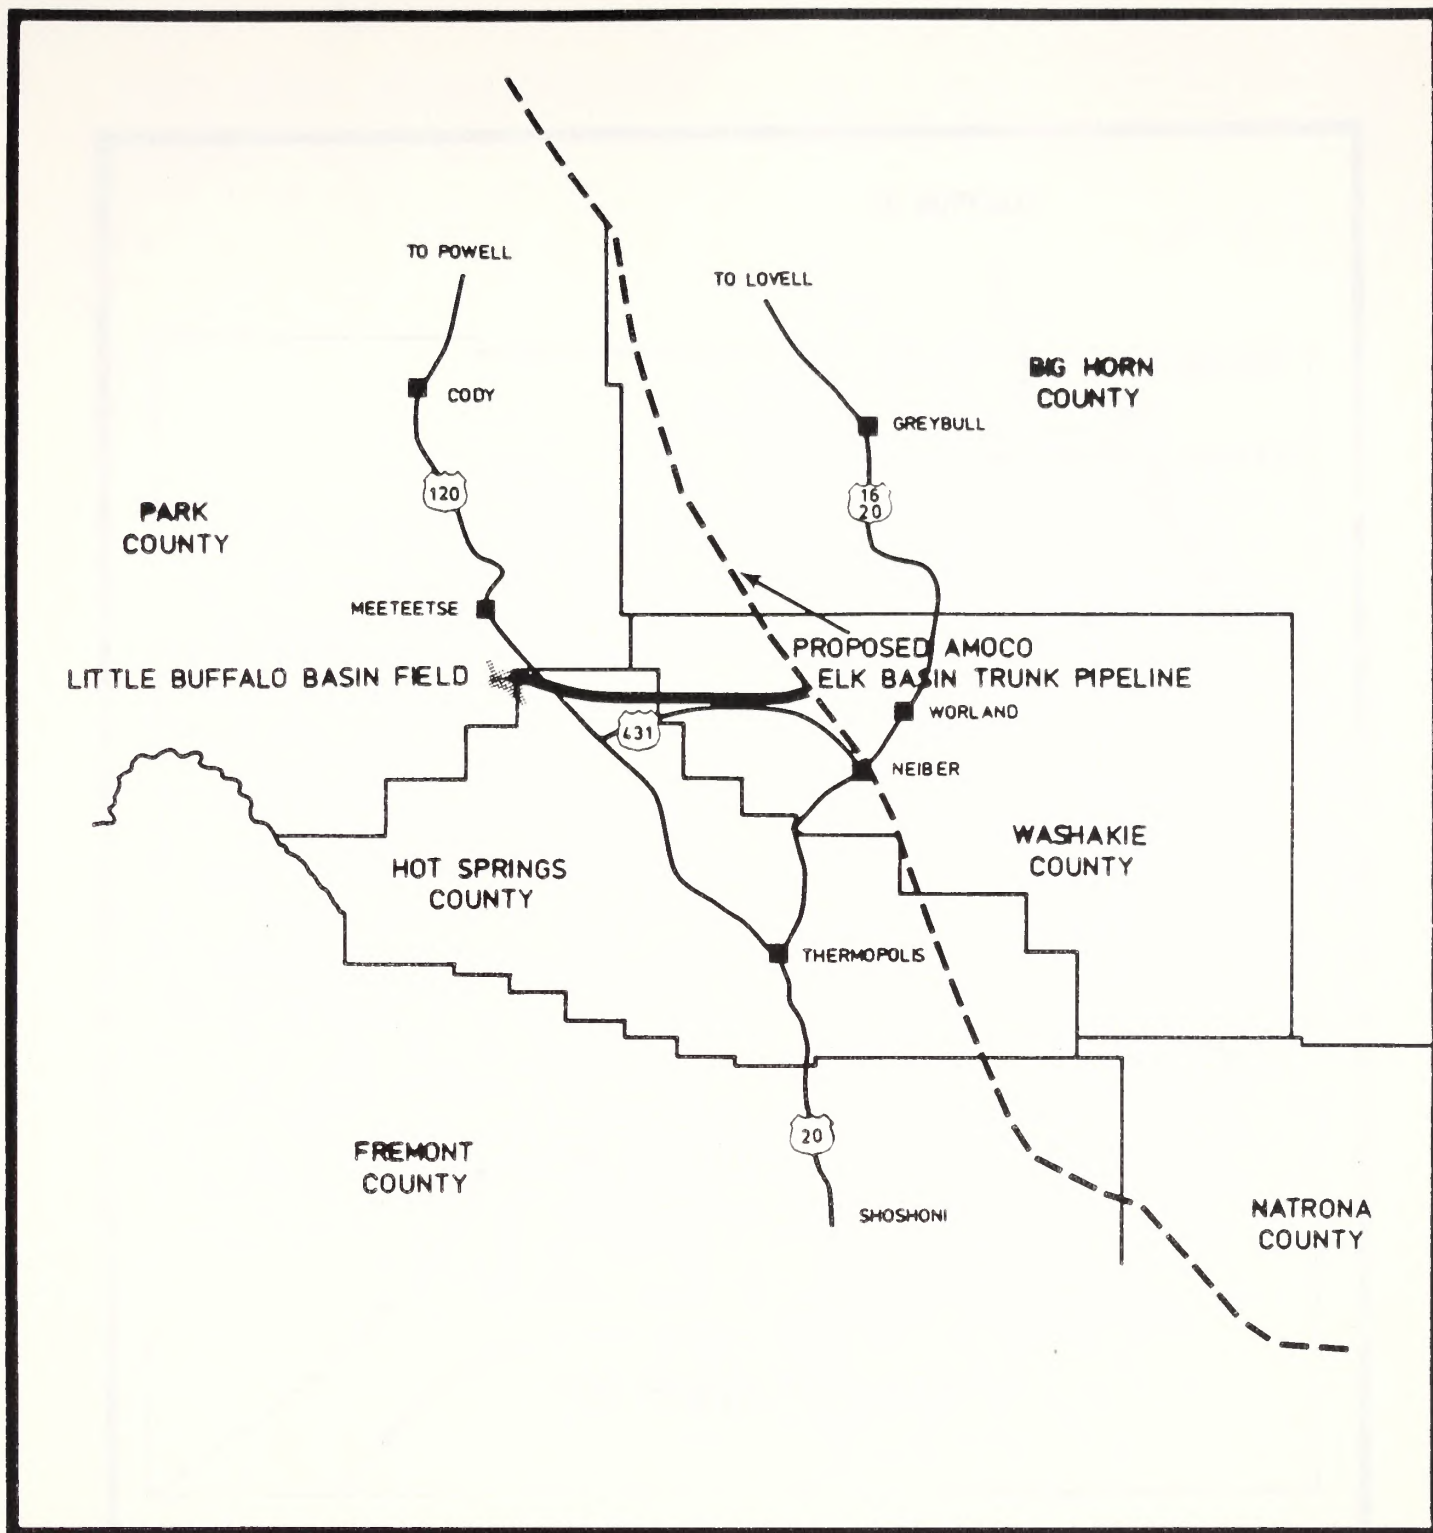 TO POWELL
TO LOVELL
BIG HORN
COUNTY
CODY
GREYBULL
120
16
20
PARK
COUNTY
MEETEETSE
PROPOSED AMOCO
ELK BASIN TRUNK PIPELINE
LITTLE BUFFALO BASIN FIELD
WORLAND
431
NEIBER
WASHAKIE
COUNTY
HOT SPRINGS
COUNTY
THERMOPOLIS
20
FREMONT
COUNTY
SHOSHONI
NATRONA
COUNTY